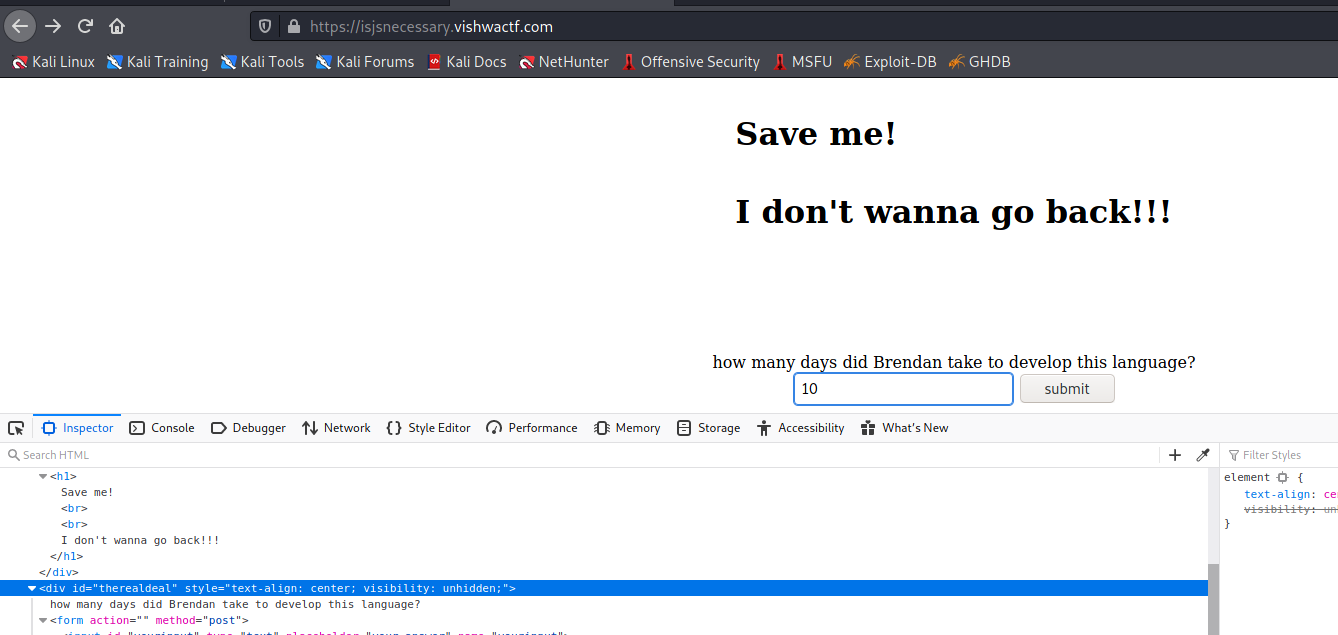 https://isjsnecessary.vishwactf.com
Kali Linux Kali Training Kali Tools Kali Forums Kali Docs NetHunter Offensive Security MSFU Exploit-DB GHDB
Save me!
I don't wanna go back!!!
how many days did Brendan take to develop this language?
10 submit
Inspector Console Debugger Network Style Editor Performance Memory Storage Accessibility What's New
Search HTML Filter Styles
<h1> element {
Save me! text-align: cen
<br> visibility: un
<br> }
I don't wanna go back!!!
</h1>
</div>
<div id="therealdeal" style="text-align: center; visibility: unhidden;">
how many days did Brendan take to develop this language?
<form action="" method="post">